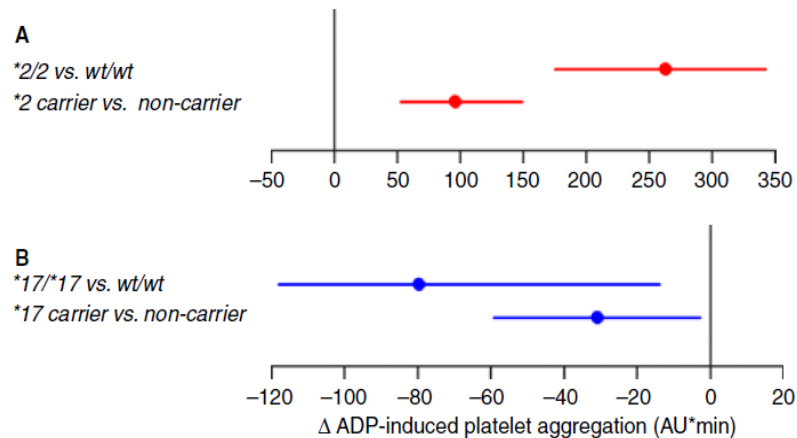 A
*2/2 vs. wt/wt
*2 carrier vs. non-carrier
–50 0 50 100 150 200 250 300 350
B
*17/*17 vs. wt/wt
*17 carrier vs. non-carrier
–120 –100 –80 –60 –40 –20 0 20
Δ ADP-induced platelet aggregation (AU*min)